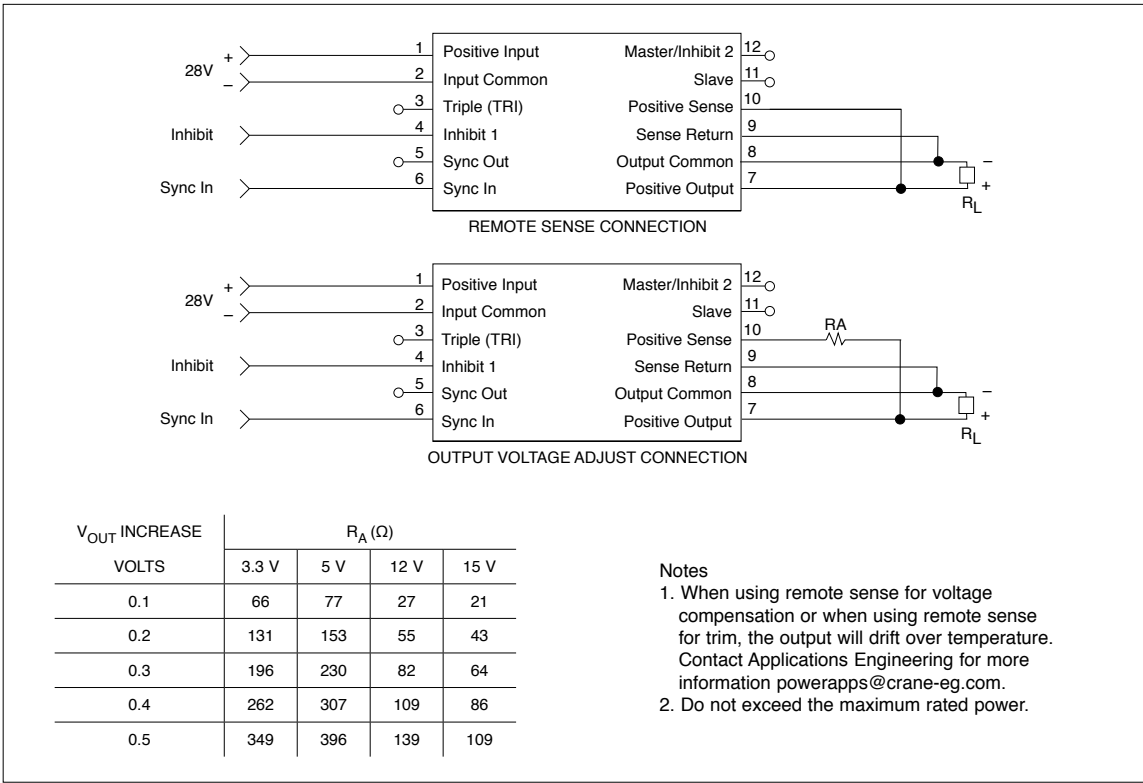 28V
+
–
Inhibit
Sync In
1 Positive Input
2 Input Common
3 Triple (TRI)
4 Inhibit 1
5 Sync Out
6 Sync In
Master/Inhibit 2 12
Slave 11
Positive Sense 10
Sense Return 9
Output Common 8
Positive Output 7
–
+
RL
REMOTE SENSE CONNECTION
28V
+
–
Inhibit
Sync In
1 Positive Input
2 Input Common
3 Triple (TRI)
4 Inhibit 1
5 Sync Out
6 Sync In
Master/Inhibit 2 12
Slave 11
Positive Sense 10
Sense Return 9
Output Common 8
Positive Output 7
RA
–
+
RL
OUTPUT VOLTAGE ADJUST CONNECTION
VOUT INCREASE RA (Ω)
VOLTS 3.3 V 5 V 12 V 15 V
0.1 66 77 27 21
0.2 131 153 55 43
0.3 196 230 82 64
0.4 262 307 109 86
0.5 349 396 139 109
Notes
1. When using remote sense for voltage
compensation or when using remote sense
for trim, the output will drift over temperature.
Contact Applications Engineering for more
information powerapps@crane-eg.com.
2. Do not exceed the maximum rated power.